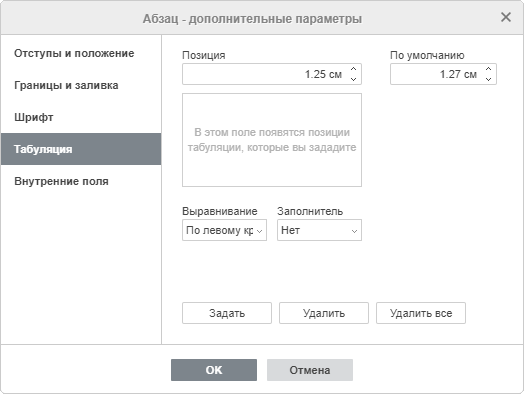 Абзац - дополнительные параметры
Отступы и положение
Границы и заливка
Шрифт
Табуляция
Внутренние поля
Позиция
По умолчанию
1.25 см
1.27 см
В этом поле появятся позиции
табуляции, которые вы зададите
Выравнивание
Заполнитель
По левому кр
Нет
Задать
Удалить
Удалить все
OK
Отмена